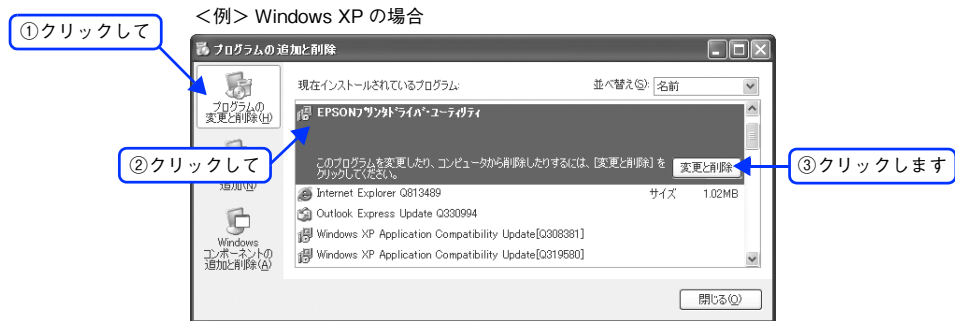 ＜例＞ Windows XP の場合
①クリックして
プログラムの追加と削除
現在インストールされているプログラム:
並べ替え(S): 名前
プログラムの
変更と削除(H)
EPSONプリンタドライバ・ユーティリティ
②クリックして
このプログラムを変更したり、コンピュータから削除したりするには、[変更と削除] を
クリックしてください。
変更と削除
③クリックします
追加(N)
Internet Explorer Q813489
サイズ 1.02MB
Outlook Express Update Q330994
Windows XP Application Compatibility Update[Q308381]
Windows XP Application Compatibility Update[Q319580]
Windows
コンポーネントの
追加と削除(A)
閉じる(O)